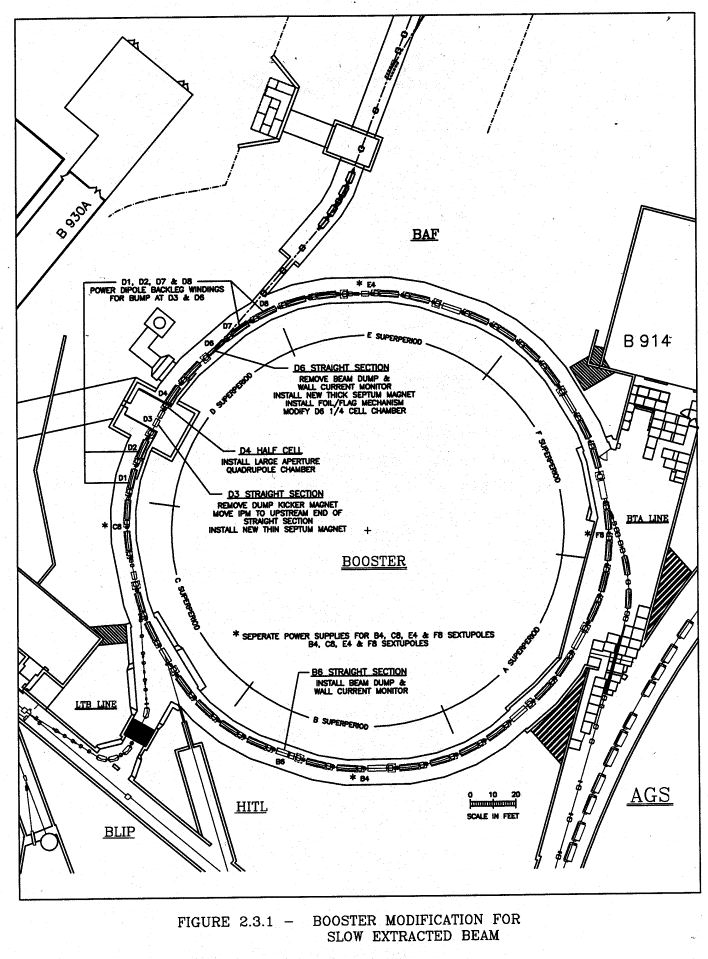 B 930A
BAF
D1, D2, D7 & D8
POWER DIPOLE BACKLEG WINDINGS
FOR BUMP AT D3 & D6
* E4
D8
D7
D6
E SUPERPERIOD
B 914
D6 STRAIGHT SECTION
REMOVE BEAM DUMP &
WALL CURRENT MONITOR
INSTALL NEW THICK SEPTUM MAGNET
INSTALL FOIL/FLAG MECHANISM
MODIFY D6 1/4 CELL CHAMBER
D4
D SUPERPERIOD
D3
D2
D4 HALF CELL
INSTALL LARGE APERTURE
QUADRUPOLE CHAMBER
F SUPERPERIOD
D1
D3 STRAIGHT SECTION
REMOVE DUMP KICKER MAGNET
MOVE IPM TO UPSTREAM END OF
STRAIGHT SECTION
INSTALL NEW THIN SEPTUM MAGNET
* C8
BTA LINE
* F8
BOOSTER
C SUPERPERIOD
* SEPERATE POWER SUPPLIES FOR B4, C8, E4 & F8 SEXTUPOLES
B4, C8, E4 & F8 SEXTUPOLES
A SUPERPERIOD
B6 STRAIGHT SECTION
INSTALL BEAM DUMP &
WALL CURRENT MONITOR
LTB LINE
B SUPERPERIOD
B6
* B4
0 10 20
SCALE IN FEET
AGS
HITL
BLIP
FIGURE 2.3.1 - BOOSTER MODIFICATION FOR
SLOW EXTRACTED BEAM